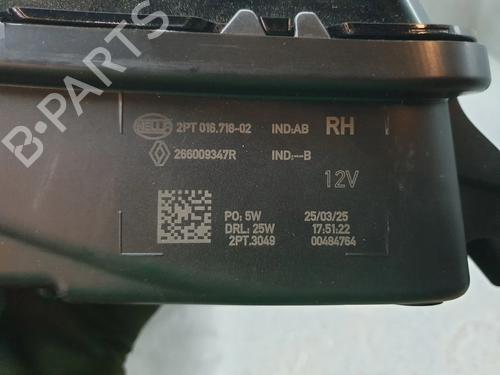 B-PARTS
HELLA 2PT 016.718-02 IND:AB RH
266009347R IND:--B
12V
PO: 5W 25/03/25
DRL: 25W 17:51:22
2PT.3049 00484764